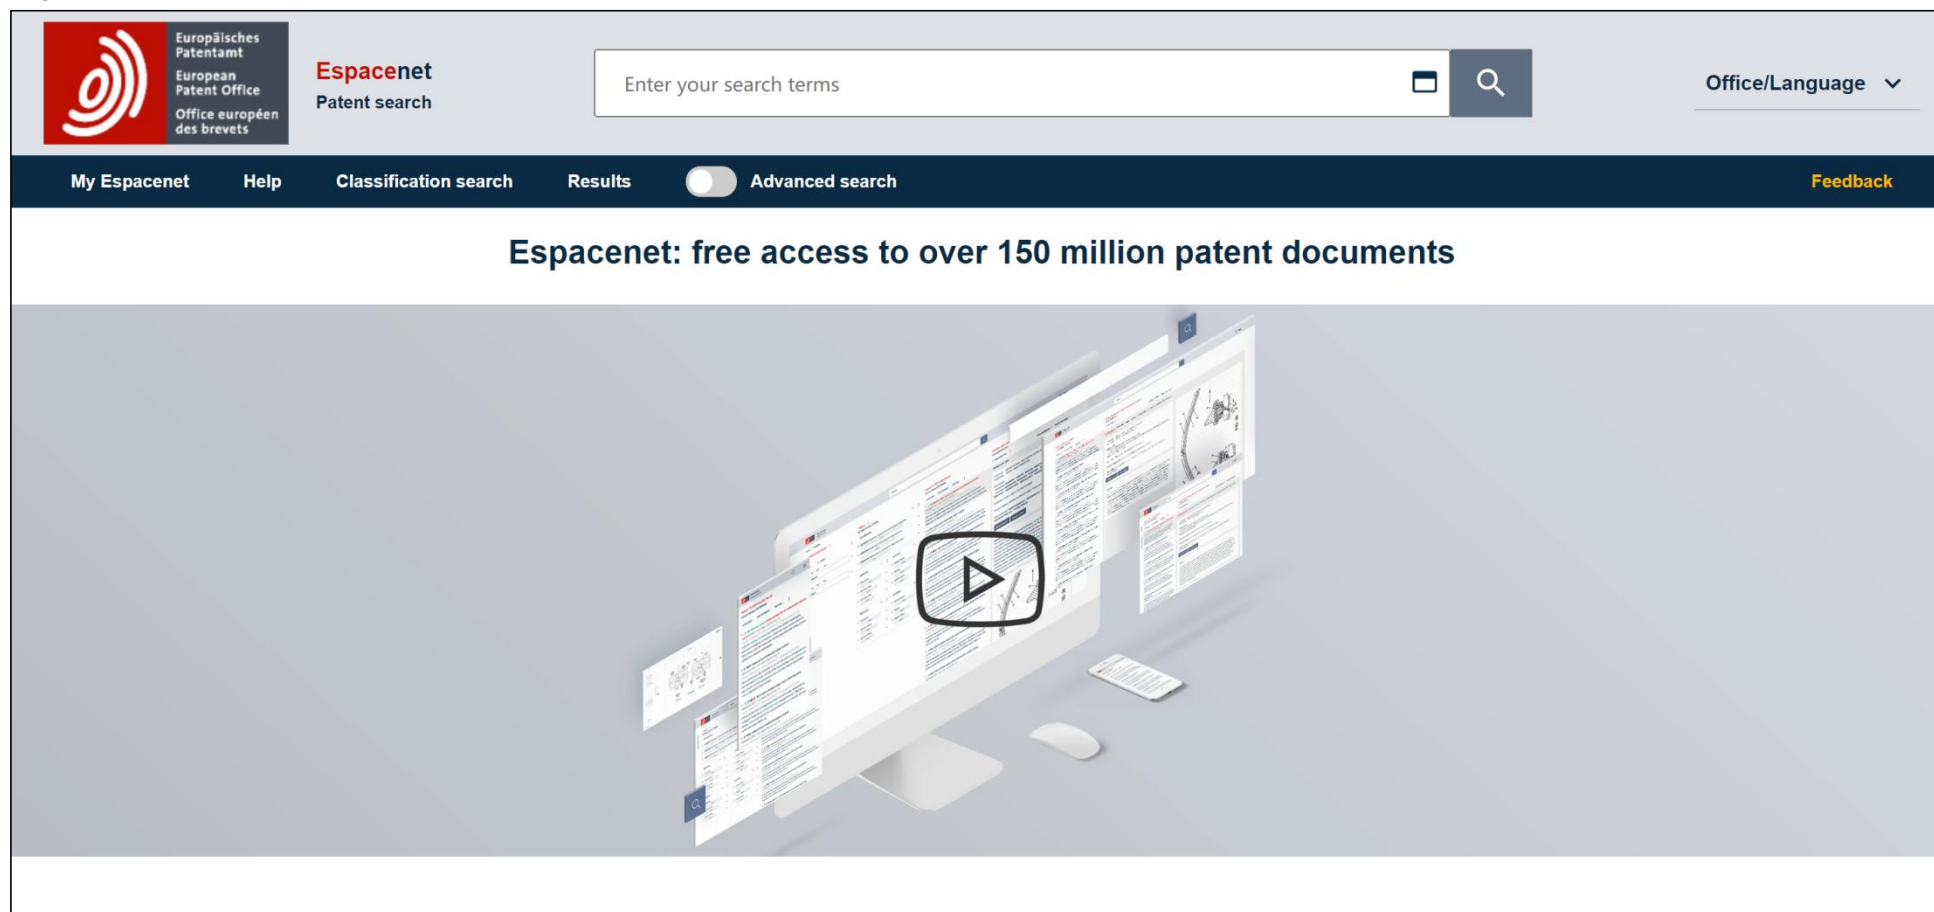 Europäisches
Patentamt
European
Patent Office
Office européen
des brevets
Espacenet
Patent search
Enter your search terms
Office/Language
My Espacenet Help Classification search Results Advanced search Feedback
Espacenet: free access to over 150 million patent documents